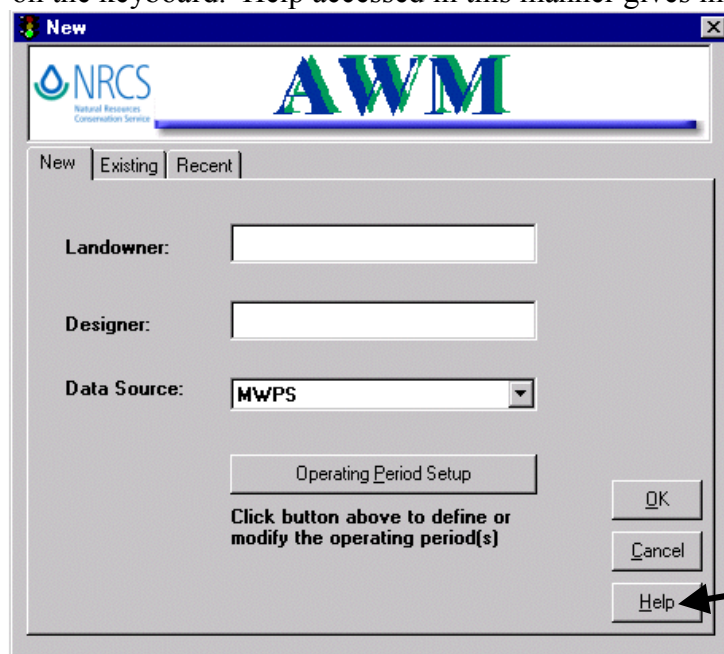 on the keyboard. Help accessed in this manner gives
New
NRCS
Natural Resources
Conservation Service
AWM
New Existing Recent
Landowner:
Designer:
Data Source: MWPS
Operating Period Setup
Click button above to define or
modify the operating period(s)
OK
Cancel
Help